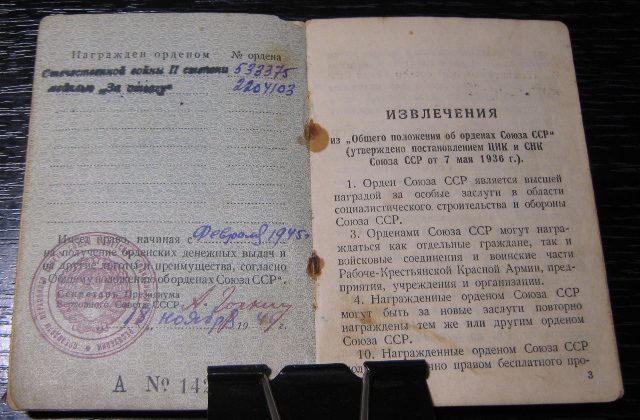 Награжден орденом № ордена
Отечественной войны II степени 533375
медалью „За отвагу“ 2204103
Имеет право, начиная с Февраля 1945 г.
на получение орденских денежных выдач и
на другие льготы и преимущества, согласно
„Общему положению об орденах Союза ССР“.
Секретарь Президиума
Верховного Совета СССР
ноября 19
А № 142
ИЗВЛЕЧЕНИЯ
из „Общего положения об орденах Союза ССР“
(утверждено постановлением ЦИК и СНК
Союза ССР от 7 мая 1936 г.).
1. Орден Союза ССР является высшей
наградой за особые заслуги в области
социалистического строительства и обороны
Союза ССР.
3. Орденами Союза ССР могут награ-
ждаться как отдельные граждане, так и
войсковые соединения и воинские части
Рабоче-Крестьянской Красной Армии, пред-
приятия, учреждения и организации.
4. Награжденные орденом Союза ССР
могут быть за новые заслуги повторно
награждены тем же или другим орденом
Союза ССР.
10. Награжденные орденом Союза ССР
правом бесплатного про-
3